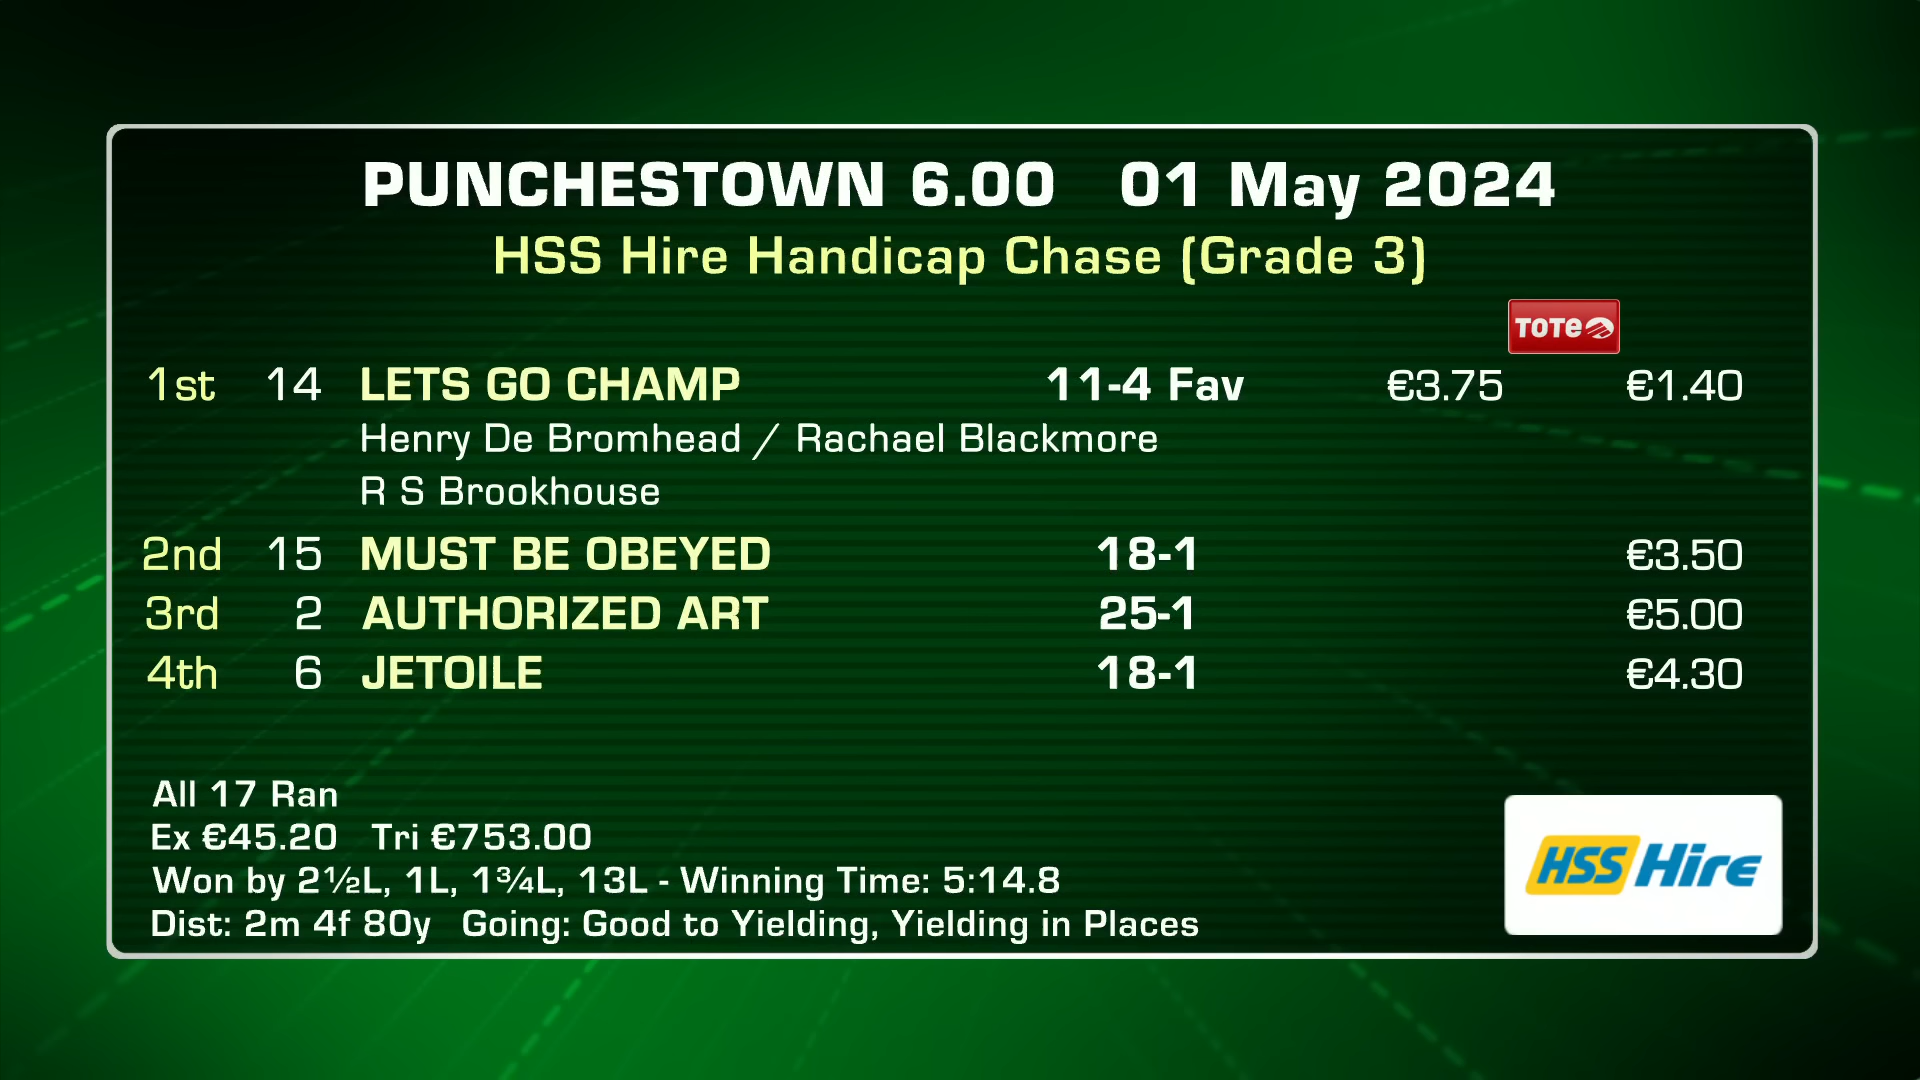 PUNCHESTOWN 6.00 01 May 2024
HSS Hire Handicap Chase (Grade 3)
TOTE
1st 14 LETS GO CHAMP 11-4 Fav €3.75 €1.40
Henry De Bromhead / Rachael Blackmore
R S Brookhouse
2nd 15 MUST BE OBEYED 18-1 €3.50
3rd 2 AUTHORIZED ART 25-1 €5.00
4th 6 JETOILE 18-1 €4.30
All 17 Ran
Ex €45.20 Tri €753.00
Won by 2½L, 1L, 1¾L, 13L - Winning Time: 5:14.8
Dist: 2m 4f 80y Going: Good to Yielding, Yielding in Places
HSS Hire